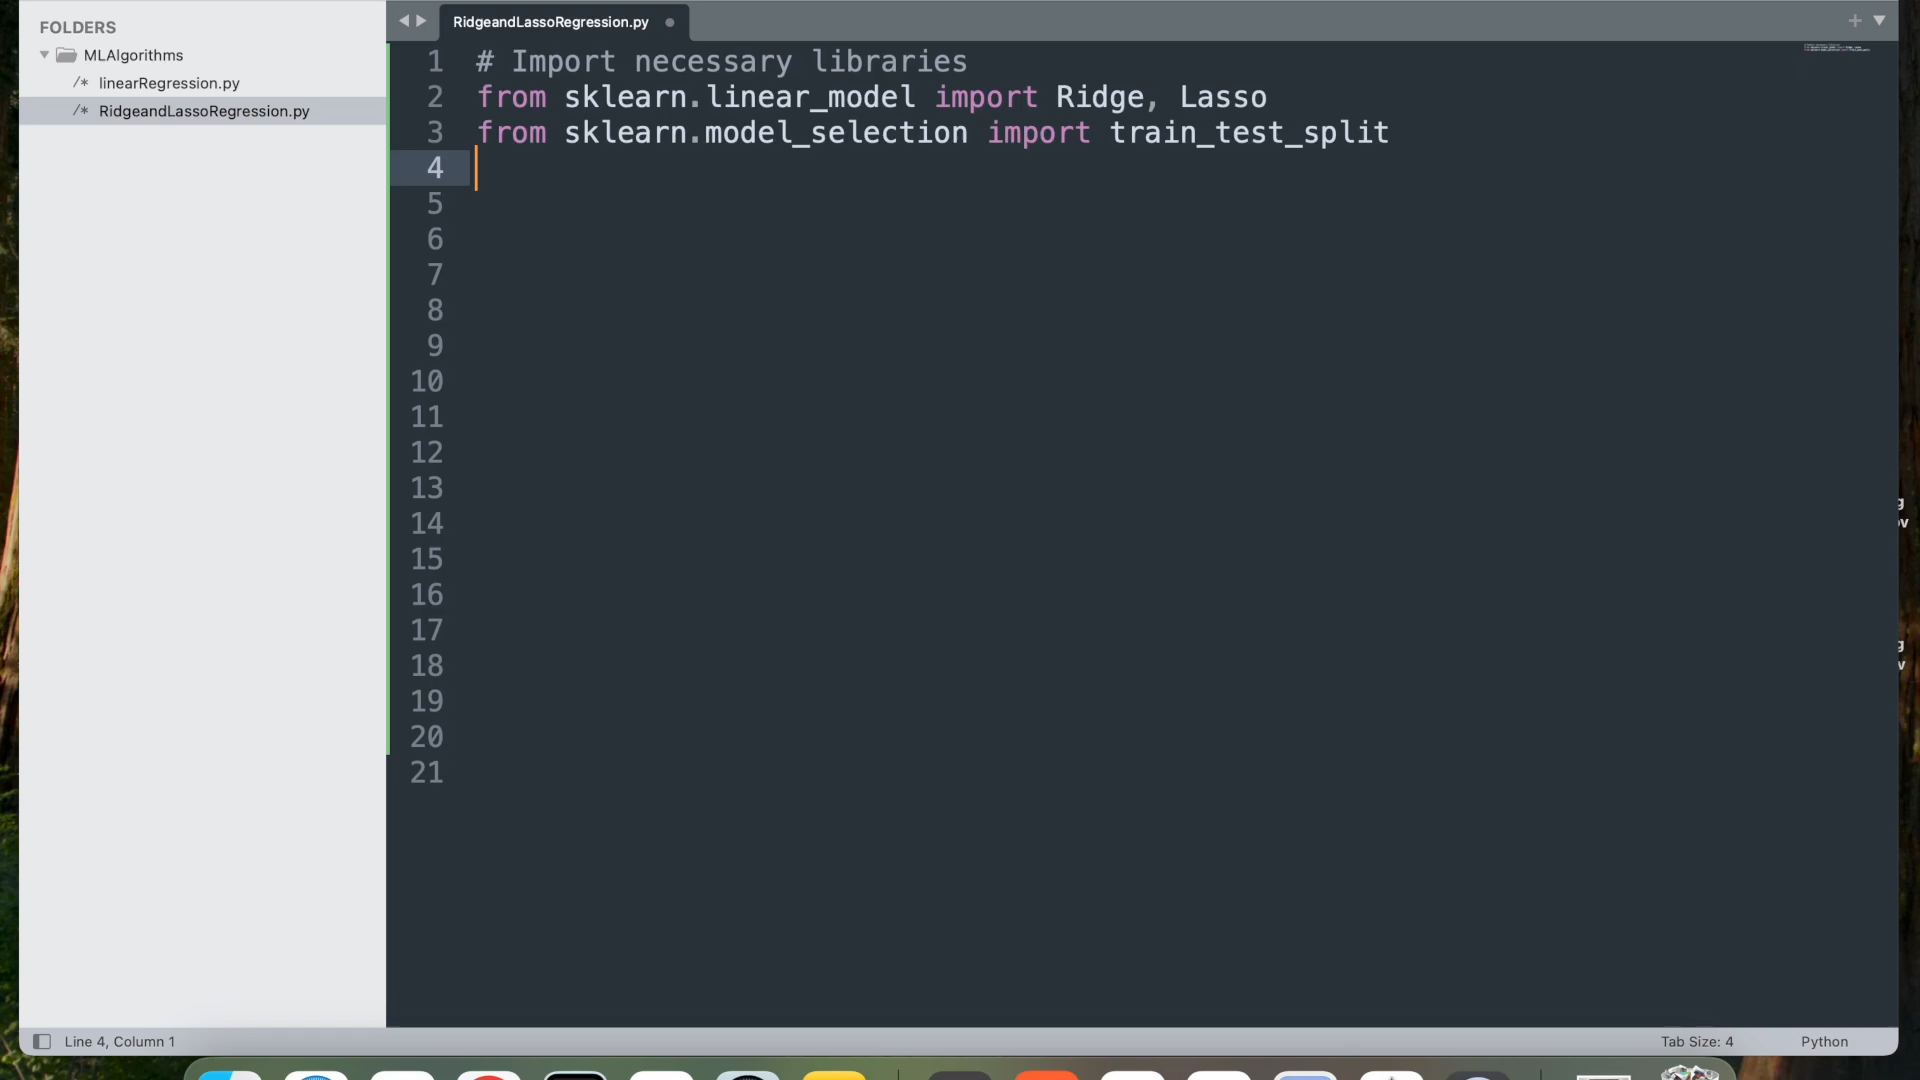 FOLDERS
MLAlgorithms
/* linearRegression.py
/* RidgeandLassoRegression.py
RidgeandLassoRegression.py
1 # Import necessary libraries
2 from sklearn.linear_model import Ridge, Lasso
3 from sklearn.model_selection import train_test_split
4
5
6
7
8
9
10
11
12
13
14
15
16
17
18
19
20
21
Line 4, Column 1
Tab Size: 4
Python